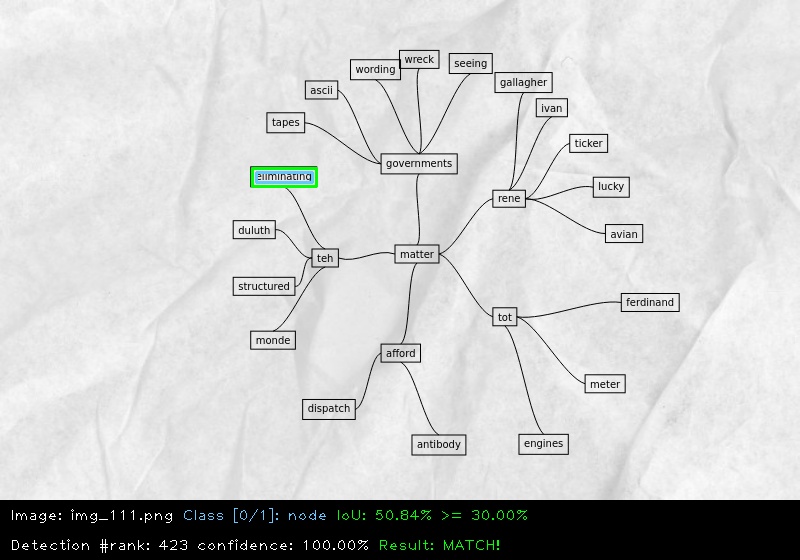 wreck
seeing
wording
gallagher
ascii
ivan
tapes
ticker
governments
eliminating
lucky
rene
duluth
avian
matter
teh
structured
ferdinand
tot
monde
afford
meter
dispatch
engines
antibody
Image: img_111.png Class [0/1]: node IoU: 50.84% >= 30.00%
Detection #rank: 423 confidence: 100.00% Result: MATCH!